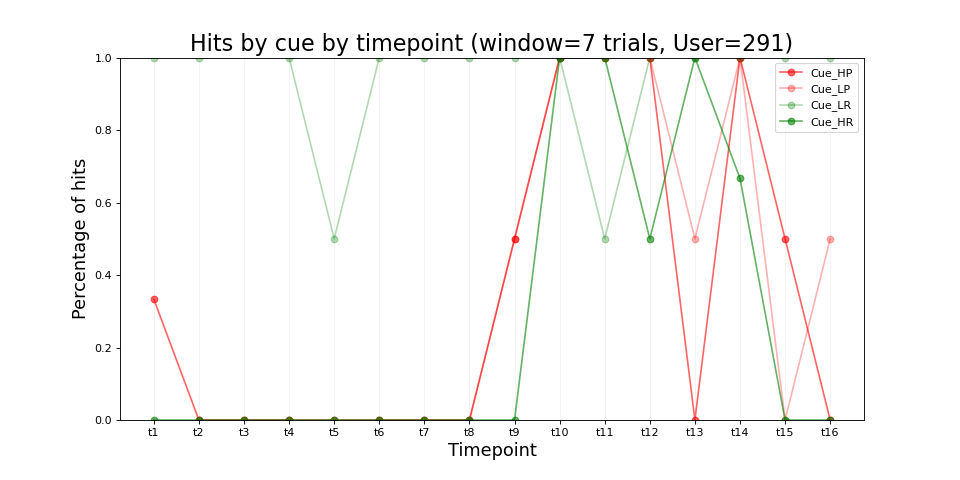 Hits by cue by timepoint (window=7 trials, User=291)
Percentage of hits
1.0
0.8
0.6
0.4
0.2
0.0
Cue_HP
Cue_LP
Cue_LR
Cue_HR
t1 t2 t3 t4 t5 t6 t7 t8 t9 t10 t11 t12 t13 t14 t15 t16
Timepoint